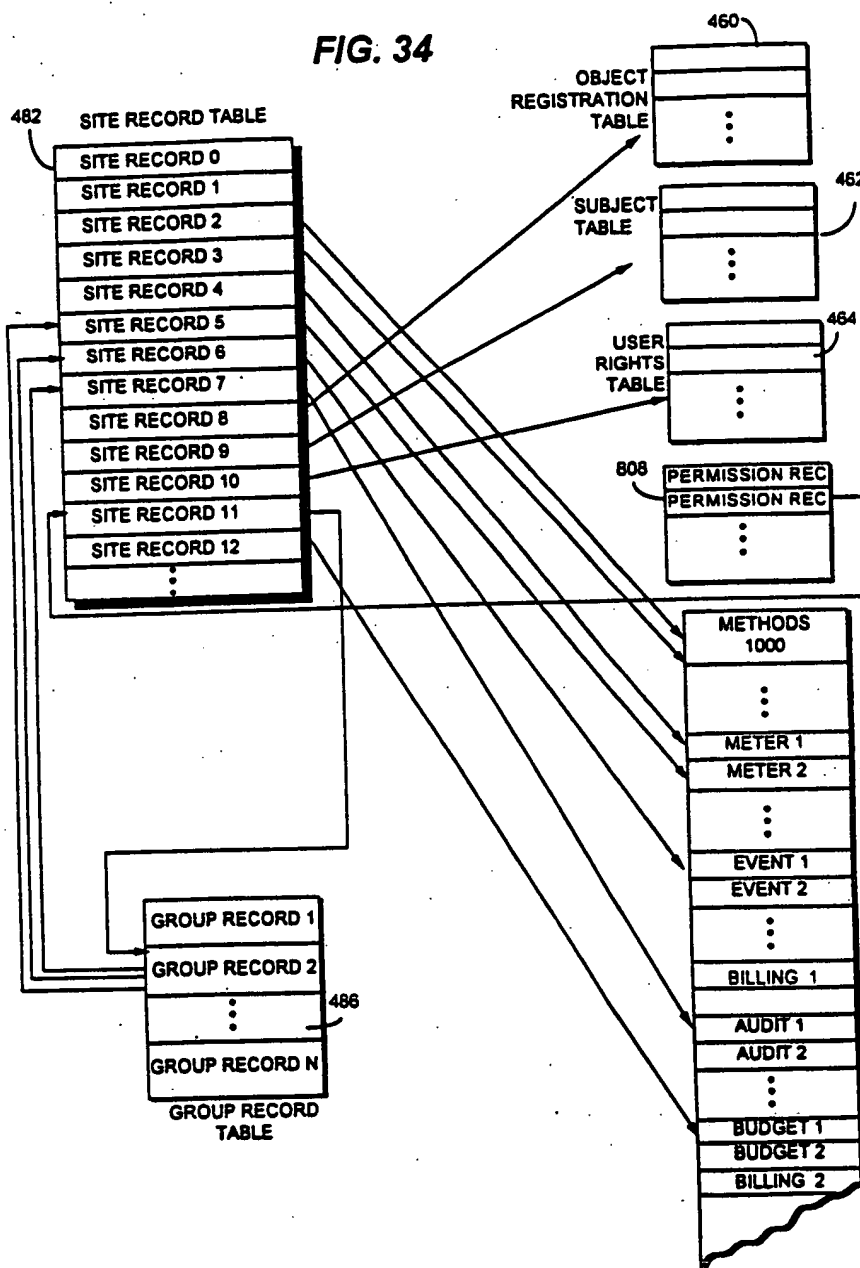 FIG. 34
460
OBJECT
REGISTRATION
TABLE
482
SITE RECORD TABLE
SITE RECORD 0
SITE RECORD 1
SITE RECORD 2
SITE RECORD 3
SITE RECORD 4
SITE RECORD 5
SITE RECORD 6
SITE RECORD 7
SITE RECORD 8
SITE RECORD 9
SITE RECORD 10
SITE RECORD 11
SITE RECORD 12
462
SUBJECT
TABLE
464
USER
RIGHTS
TABLE
808
PERMISSION REC
PERMISSION REC
METHODS
1000
METER 1
METER 2
EVENT 1
EVENT 2
BILLING 1
AUDIT 1
AUDIT 2
BUDGET 1
BUDGET 2
BILLING 2
GROUP RECORD 1
GROUP RECORD 2
486
GROUP RECORD N
GROUP RECORD
TABLE